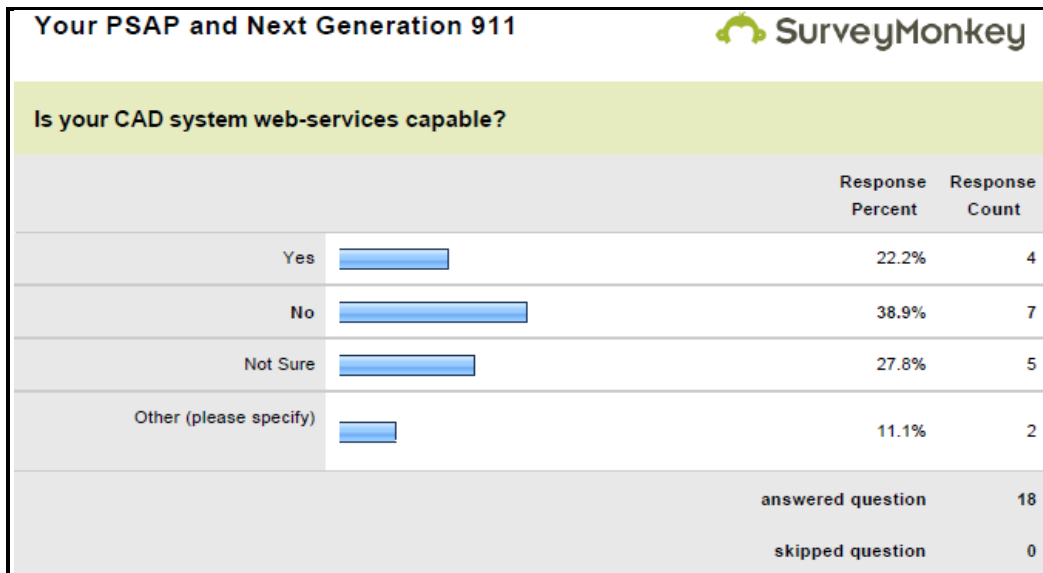 Your PSAP and Next Generation 911
SurveyMonkey
Is your CAD system web-services capable?
Response Percent
Response Count
Yes 22.2% 4
No 38.9% 7
Not Sure 27.8% 5
Other (please specify) 11.1% 2
answered question 18
skipped question 0